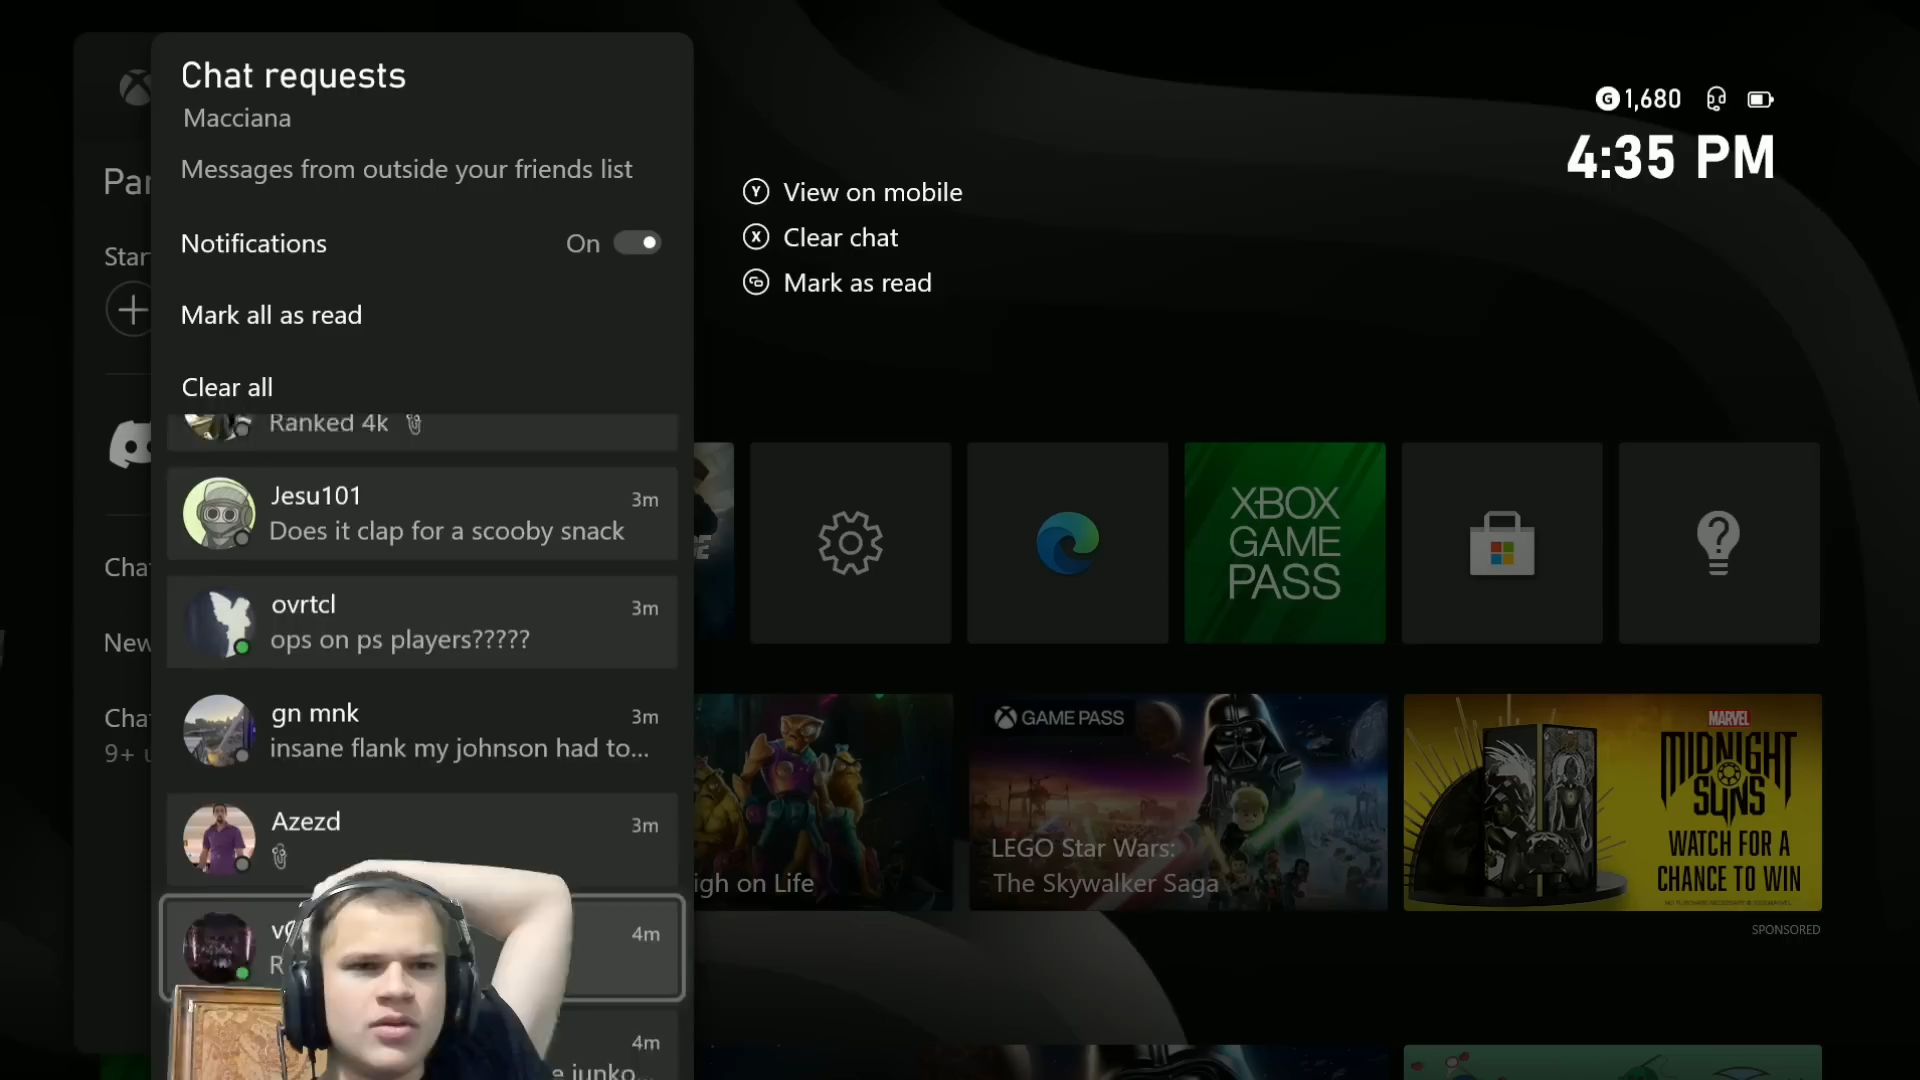 Chat requests
Macciana
Messages from outside your friends list
Notifications On
Mark all as read
Clear all
Ranked 4k
Jesu101 3m
Does it clap for a scooby snack
ovrtcl 3m
ops on ps players?????
gn mnk 3m
insane flank my johnson had to...
Azezd 3m
4m
4m
junko...
Y View on mobile
X Clear chat
Mark as read
G 1,680
4:35 PM
XBOX
GAME
PASS
igh on Life
GAME PASS
LEGO Star Wars:
The Skywalker Saga
MARVEL
MIDNIGHT
SUNS
WATCH FOR A
CHANCE TO WIN
SPONSORED
9+